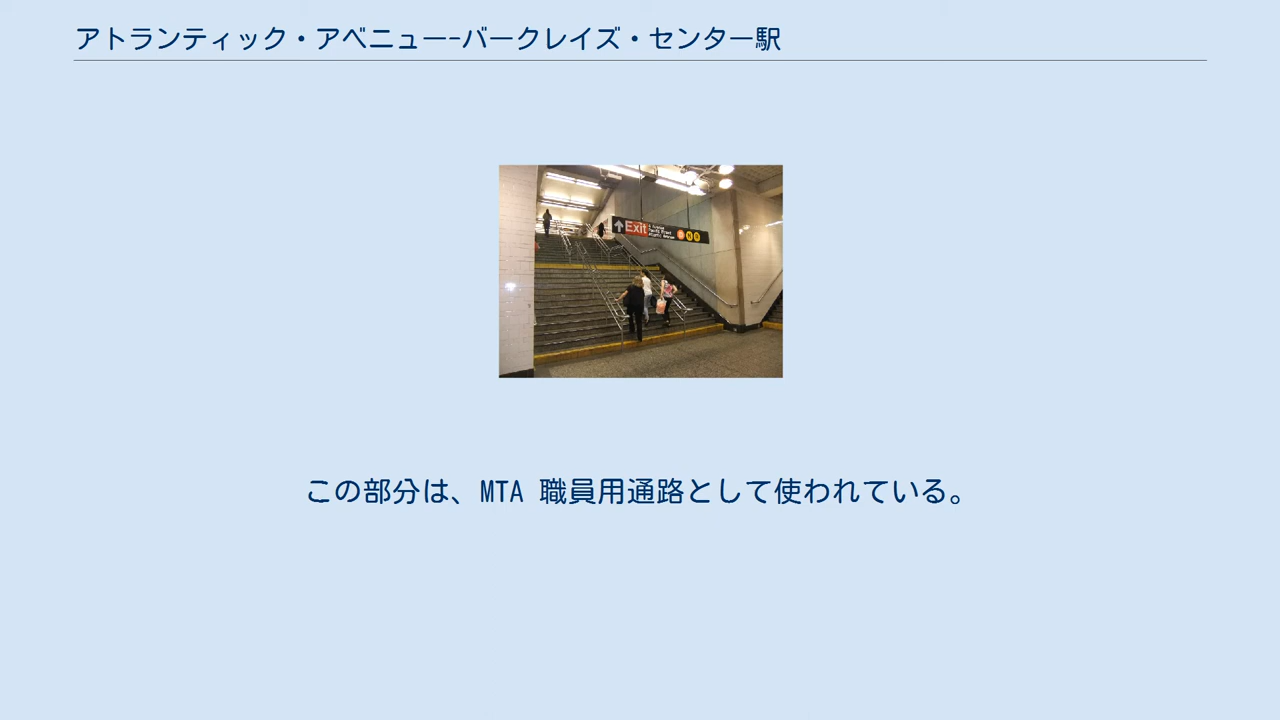 アトランティック・アベニュー-バークレイズ・センター駅
Exit
この部分は、MTA 職員用通路として使われている。